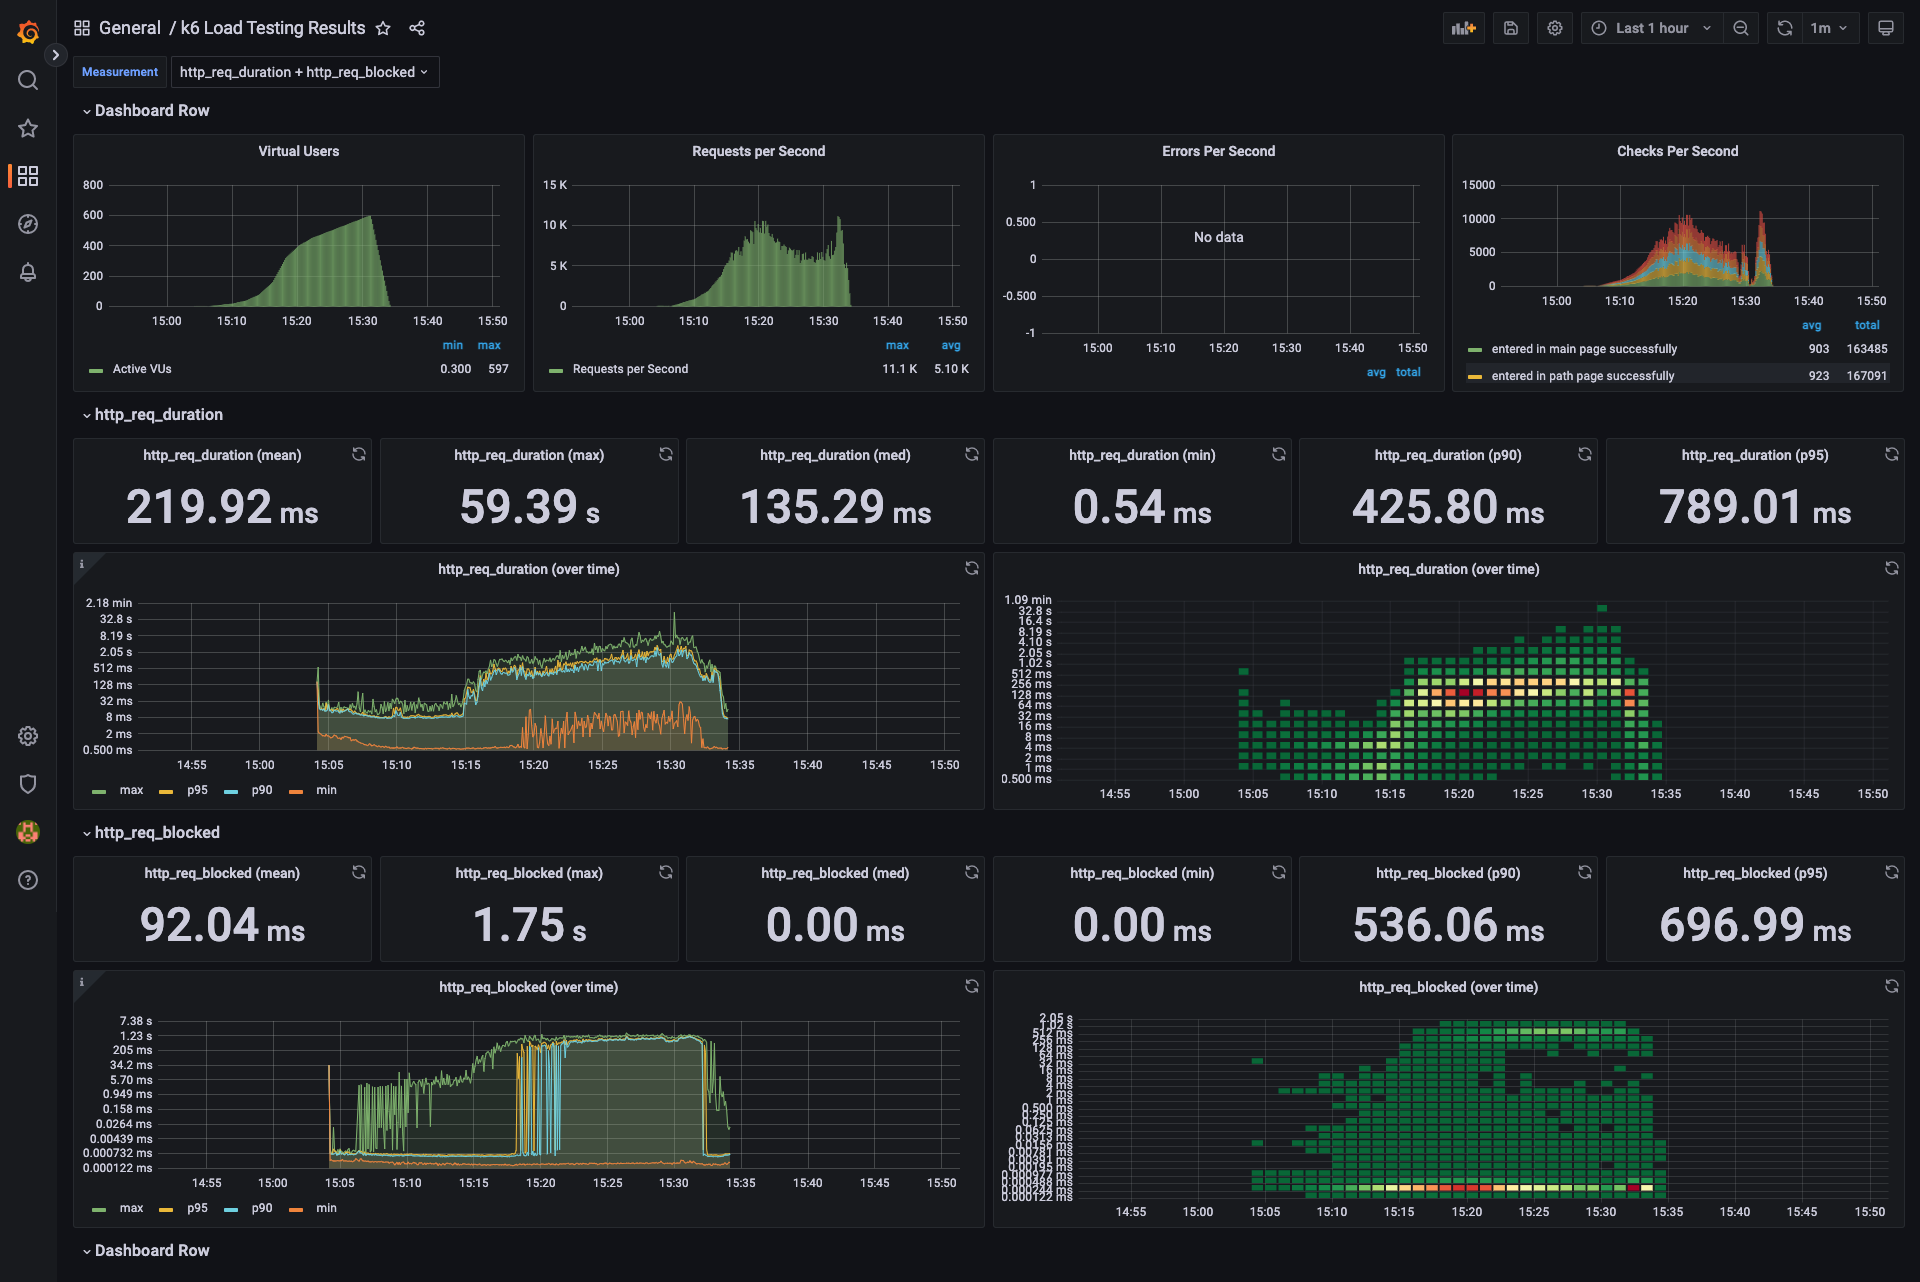 General / k6 Load Testing Results
Last 1 hour
1m
Measurement
http_req_duration + http_req_blocked
Dashboard Row
Virtual Users
800
600
400
200
0
15:00 15:10 15:20 15:30 15:40 15:50
min max
Active VUs 0.300 597
Requests per Second
15 K
10 K
5 K
0
15:00 15:10 15:20 15:30 15:40 15:50
max avg
Requests per Second 11.1 K 5.10 K
Errors Per Second
1
0.500
0
-0.500
-1
No data
15:00 15:10 15:20 15:30 15:40 15:50
avg total
Checks Per Second
15000
10000
5000
0
15:00 15:10 15:20 15:30 15:40 15:50
avg total
entered in main page successfully 903 163485
entered in path page successfully 923 167091
http_req_duration
http_req_duration (mean)
219.92 ms
http_req_duration (max)
59.39 s
http_req_duration (med)
135.29 ms
http_req_duration (min)
0.54 ms
http_req_duration (p90)
425.80 ms
http_req_duration (p95)
789.01 ms
http_req_duration (over time)
2.18 min
32.8 s
8.19 s
2.05 s
512 ms
128 ms
32 ms
8 ms
2 ms
0.500 ms
14:55 15:00 15:05 15:10 15:15 15:20 15:25 15:30 15:35 15:40 15:45 15:50
max p95 p90 min
http_req_duration (over time)
1.09 min
32.8 s
16.4 s
8.19 s
4.10 s
2.05 s
1.02 s
512 ms
256 ms
128 ms
64 ms
32 ms
16 ms
8 ms
4 ms
2 ms
1 ms
0.500 ms
14:55 15:00 15:05 15:10 15:15 15:20 15:25 15:30 15:35 15:40 15:45 15:50
http_req_blocked
http_req_blocked (mean)
92.04 ms
http_req_blocked (max)
1.75 s
http_req_blocked (med)
0.00 ms
http_req_blocked (min)
0.00 ms
http_req_blocked (p90)
536.06 ms
http_req_blocked (p95)
696.99 ms
http_req_blocked (over time)
7.38 s
1.23 s
205 ms
34.2 ms
5.70 ms
0.949 ms
0.158 ms
0.0264 ms
0.00439 ms
0.000732 ms
0.000122 ms
14:55 15:00 15:05 15:10 15:15 15:20 15:25 15:30 15:35 15:40 15:45 15:50
max p95 p90 min
http_req_blocked (over time)
2.05 s
1.02 s
512 ms
256 ms
128 ms
64 ms
32 ms
16 ms
8 ms
4 ms
2 ms
1 ms
0.500 ms
0.250 ms
0.125 ms
0.0625 ms
0.0313 ms
0.0156 ms
0.00781 ms
0.00391 ms
0.00195 ms
0.000977 ms
0.000488 ms
0.000244 ms
0.000122 ms
14:55 15:00 15:05 15:10 15:15 15:20 15:25 15:30 15:35 15:40 15:45 15:50
Dashboard Row